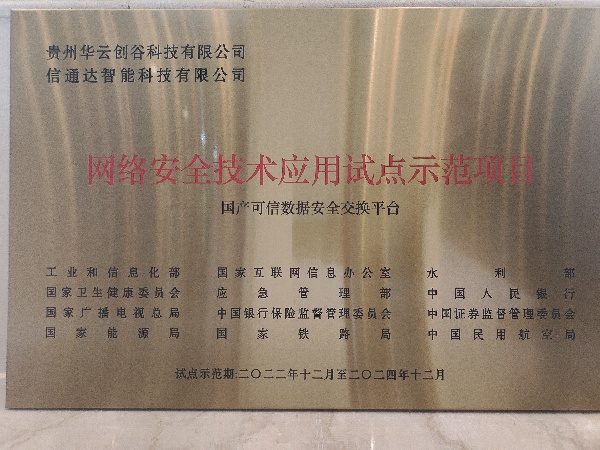 贵州华云创谷科技有限公司
信通达智能科技有限公司
网络安全技术应用试点示范项目
国产可信数据安全交换平台
工业和信息化部 国家互联网信息办公室 水利部
国家卫生健康委员会 应急管理部 中国人民银行
国家广播电视总局 中国银行保险监督管理委员会 中国证券监督管理委员会
国家能源局 国家铁路局 中国民用航空局
试点示范期:二〇二二年十二月至二〇二四年十二月